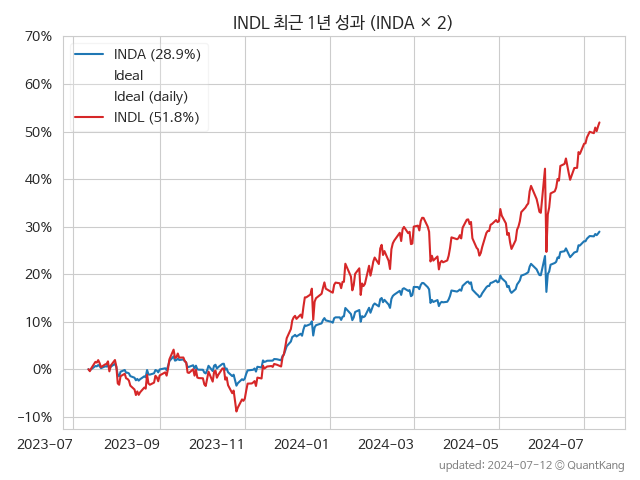 INDL 최근 1년 성과 (INDA × 2)
70%
60%
50%
40%
30%
20%
10%
0%
−10%
INDA (28.9%)
Ideal
Ideal (daily)
INDL (51.8%)
2023-07 2023-09 2023-11 2024-01 2024-03 2024-05 2024-07
updated: 2024-07-12 © QuantKang